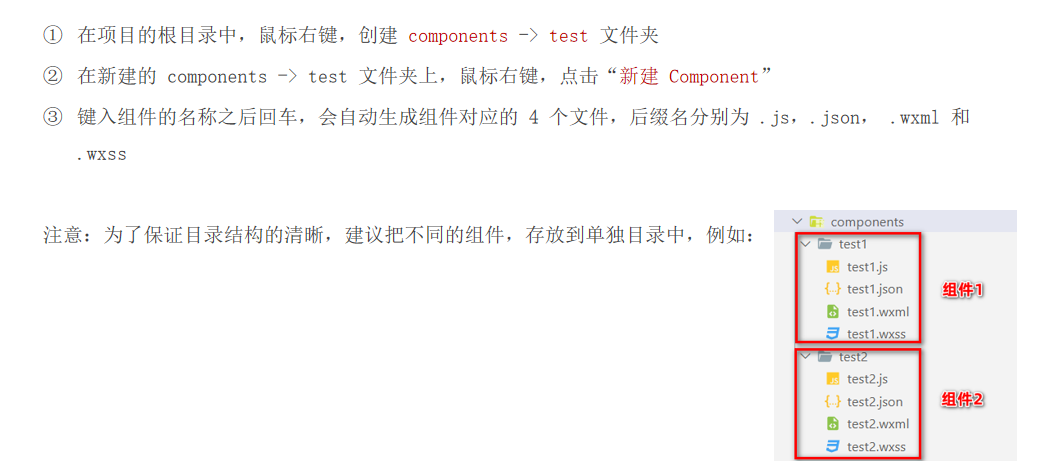 ① 在项目的根目录中，鼠标右键，创建 components -> test 文件夹
② 在新建的 components -> test 文件夹上，鼠标右键，点击“新建 Component”
③ 键入组件的名称之后回车，会自动生成组件对应的 4 个文件，后缀名分别为 .js，.json， .wxml 和
.wxss
注意：为了保证目录结构的清晰，建议把不同的组件，存放到单独目录中，例如：
components
test1
test1.js
test1.json
test1.wxml
test1.wxss
组件1
test2
test2.js
test2.json
test2.wxml
test2.wxss
组件2